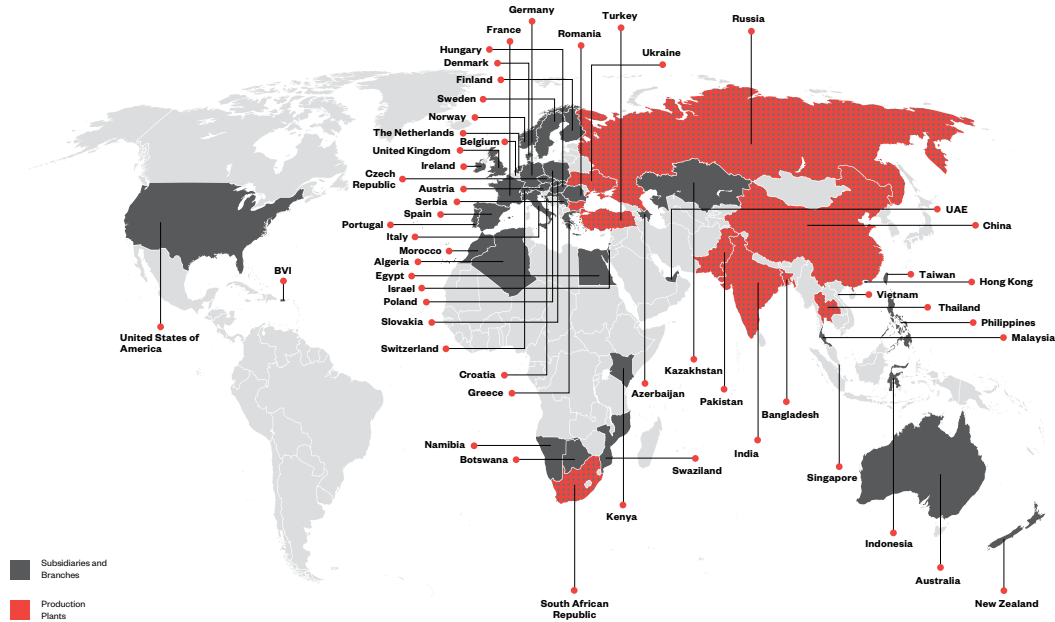 Germany
Turkey
Russia
France
Romania
Hungary
Ukraine
Denmark
Finland
Sweden
Norway
The Netherlands
Belgium
United Kingdom
Ireland
Czech
Republic
Austria
Serbia
Spain
UAE
Portugal
China
Italy
Morocco
Algeria
BVI
Taiwan
Egypt
Hong Kong
Israel
Vietnam
Poland
Thailand
Slovakia
Philippines
United States of
America
Malaysia
Switzerland
Kazakhstan
Croatia
Greece
Azerbaijan
Pakistan
Bangladesh
Namibia
India
Botswana
Swaziland
Singapore
Kenya
Indonesia
Subsidiaries and
Branches
Australia
Production
Plants
South African
Republic
New Zealand